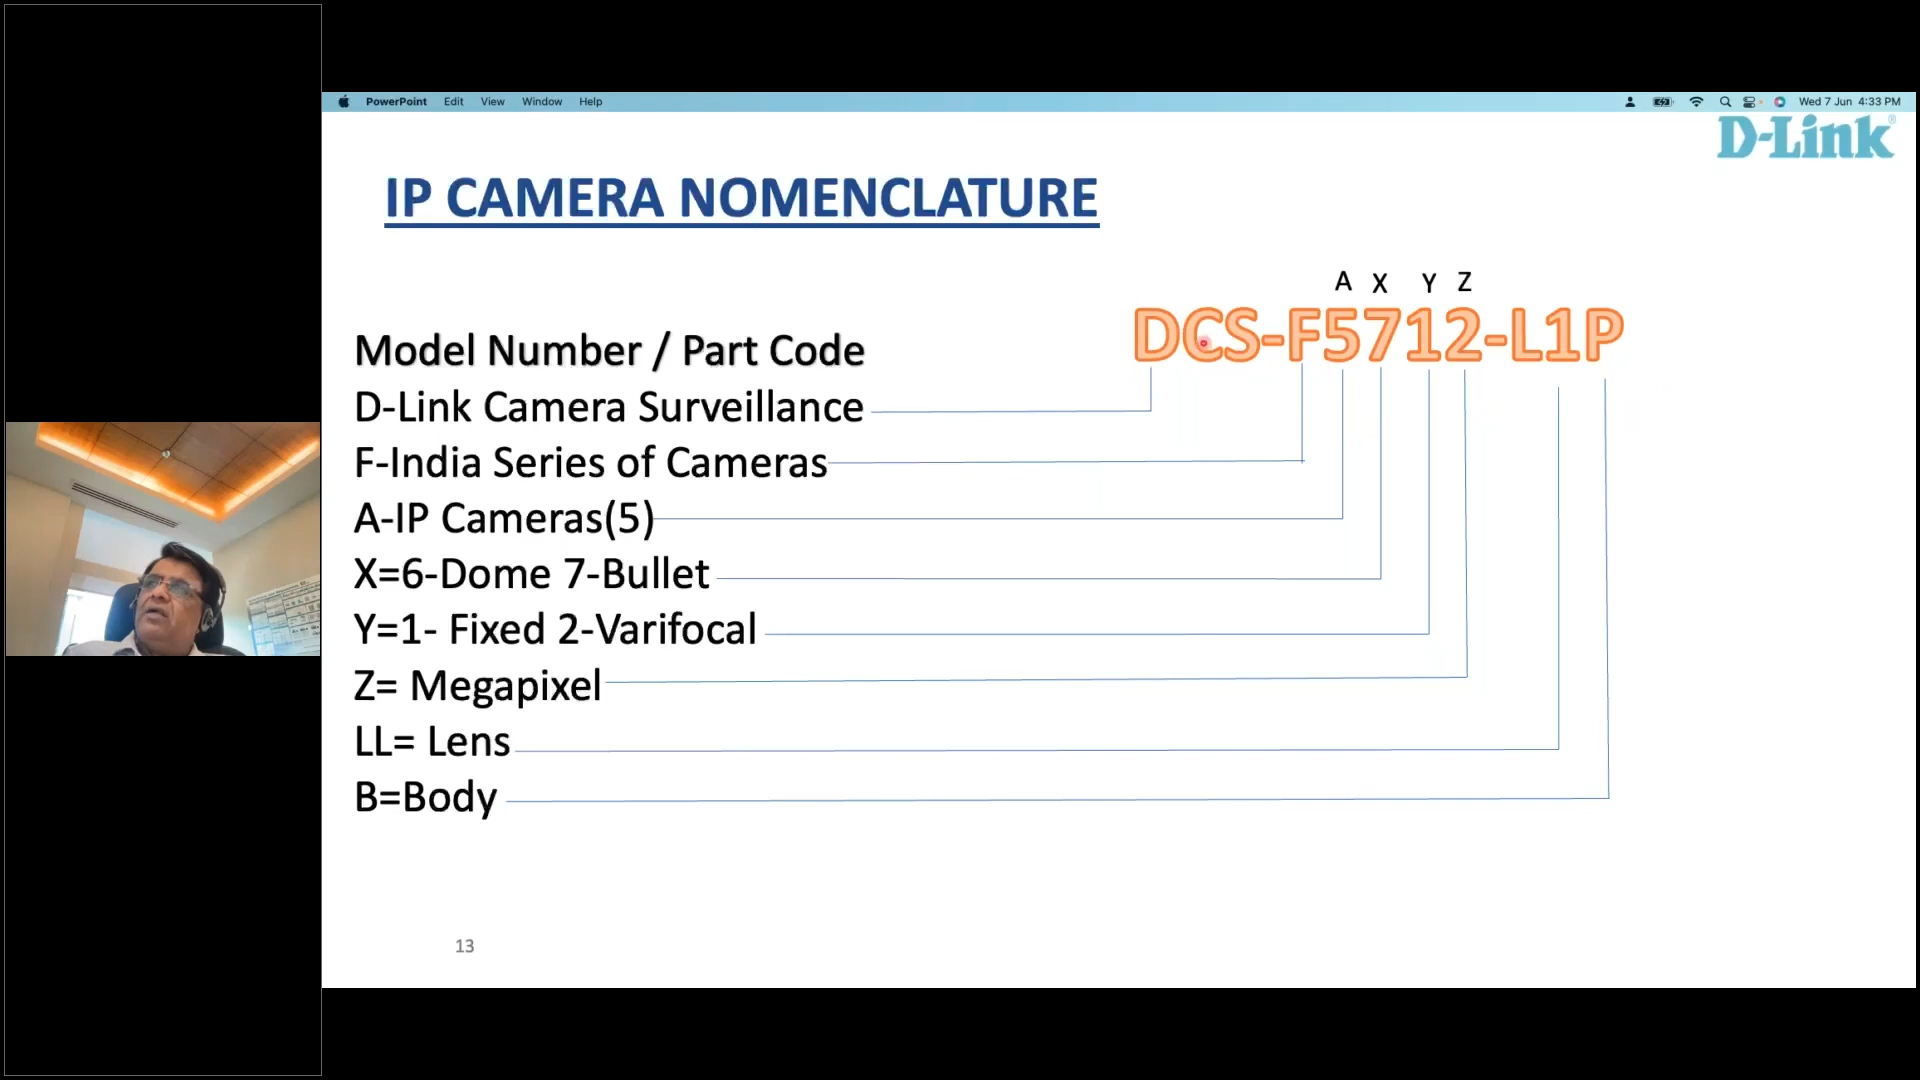 PowerPoint Edit View Window Help Wed 7 Jun 4:33 PM
D-Link®
IP CAMERA NOMENCLATURE
A X Y Z
DCS-F5712-L1P
Model Number / Part Code
D-Link Camera Surveillance
F-India Series of Cameras
A-IP Cameras(5)
X=6-Dome 7-Bullet
Y=1- Fixed 2-Varifocal
Z= Megapixel
LL= Lens
B=Body
13